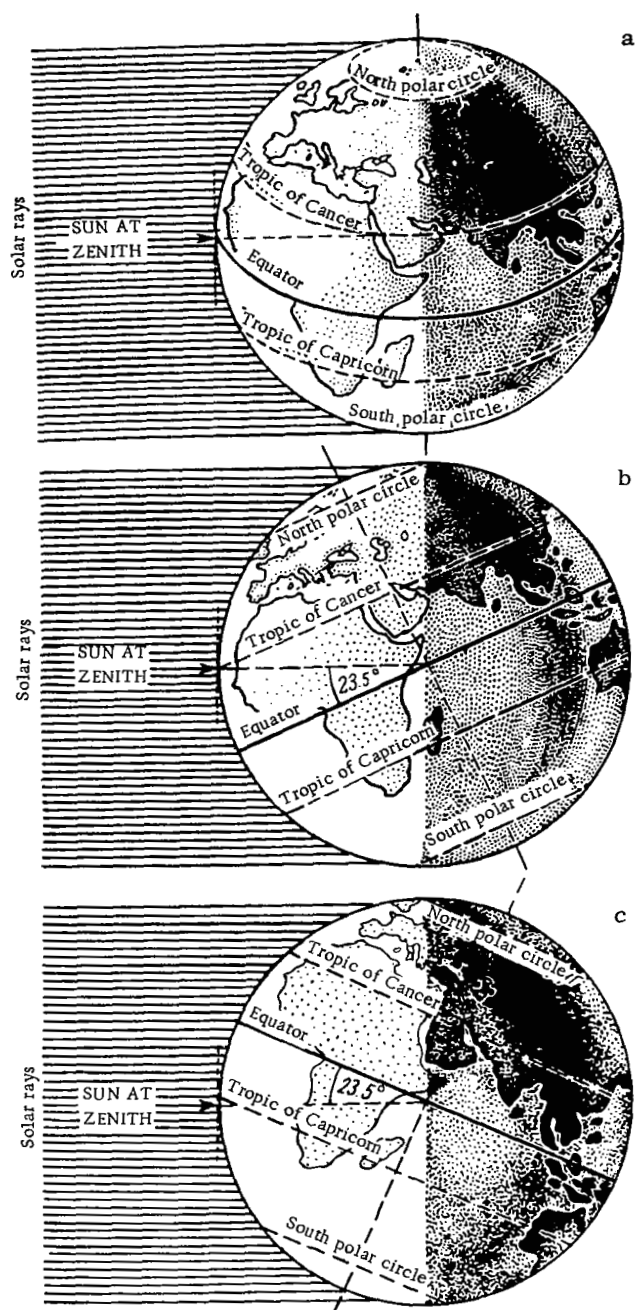 a
North polar circle
Tropic of Cancer
Solar rays
SUN AT
ZENITH
Equator
Tropic of Capricorn
South polar circle
b
North polar circle
Tropic of Cancer
Solar rays
SUN AT
ZENITH
23.5°
Equator
Tropic of Capricorn
South polar circle
c
North polar circle
Tropic of Cancer
Equator
Solar rays
SUN AT
ZENITH
23.5°
Tropic of Capricorn
South polar circle